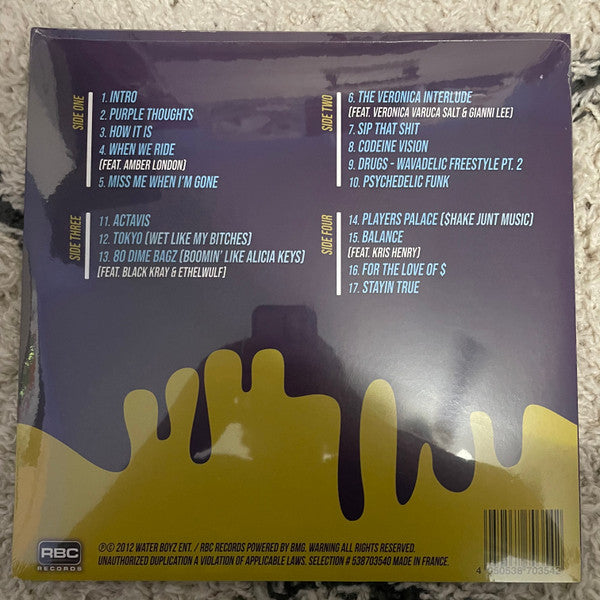 SIDE ONE
1. INTRO
2. PURPLE THOUGHTS
3. HOW IT IS
4. WHEN WE RIDE
(FEAT. AMBER LONDON)
5. MISS ME WHEN I'M GONE
SIDE TWO
6. THE VERONICA INTERLUDE
(FEAT. VERONICA VARUCA SALT & GIANNI LEE)
7. SIP THAT SHIT
8. CODEINE VISION
9. DRUGS - WAVADELIC FREESTYLE PT. 2
10. PSYCHEDELIC FUNK
SIDE THREE
11. ACTAVIS
12. TOKYO (WET LIKE MY BITCHES)
13. 80 DIME BAGZ (BOOMIN' LIKE ALICIA KEYS)
(FEAT. BLACK KRAY & ETHELWULF)
SIDE FOUR
14. PLAYERS PALACE ($HAKE JUNT MUSIC)
15. BALANCE
(FEAT. KRIS HENRY)
16. FOR THE LOVE OF $
17. STAYIN TRUE
RBC
RECORDS
℗© 2012 WATER BOYZ ENT. / RBC RECORDS POWERED BY BMG. WARNING ALL RIGHTS RESERVED.
UNAUTHORIZED DUPLICATION A VIOLATION OF APPLICABLE LAWS. SELECTION # 538703540 MADE IN FRANCE.